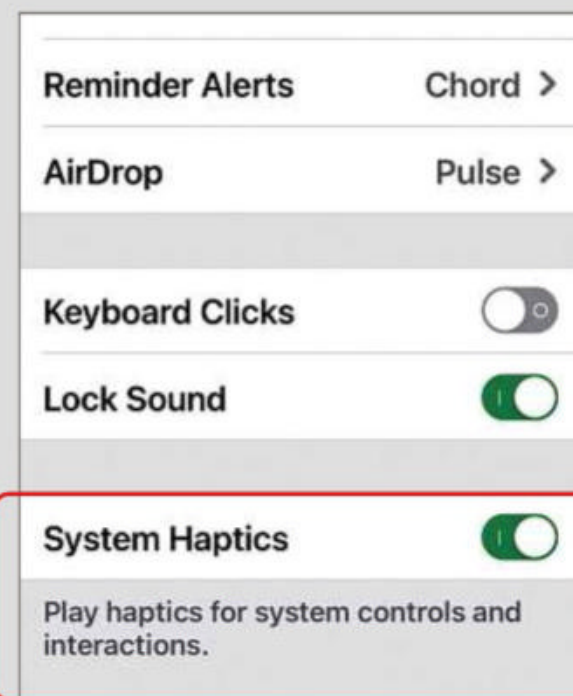 Reminder Alerts Chord >
AirDrop Pulse >
Keyboard Clicks
Lock Sound
System Haptics
Play haptics for system controls and
interactions.